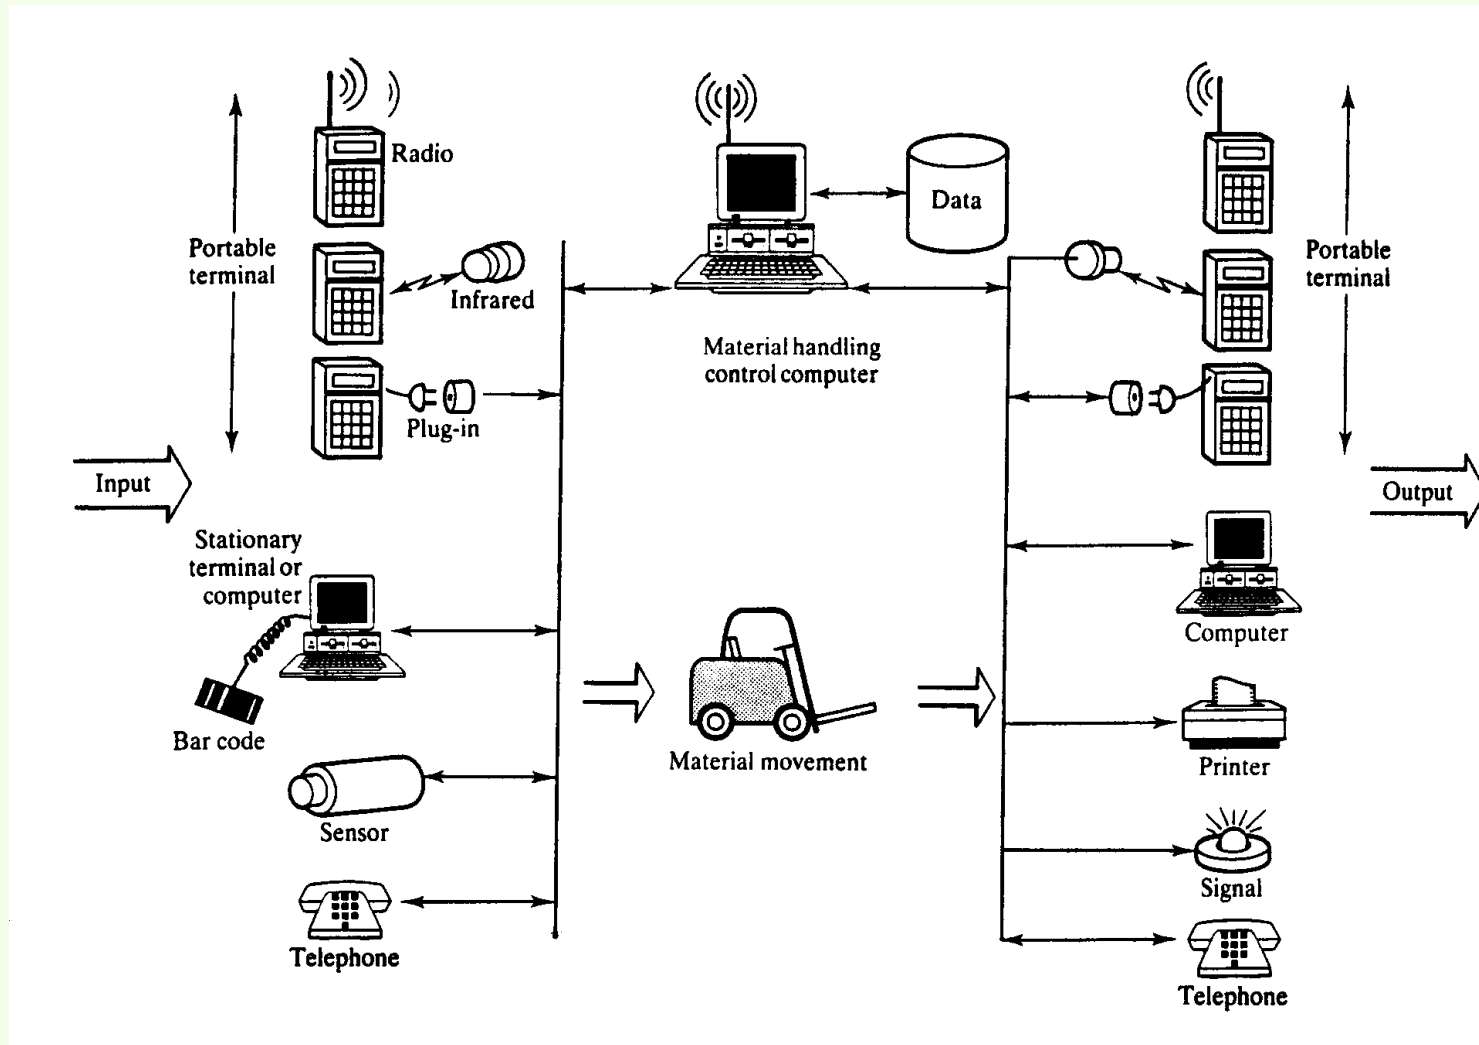 Radio
Data
Portable
terminal
Infrared
Plug-in
Material handling
control computer
Portable
terminal
Input
Output
Stationary
terminal or
computer
Bar code
Sensor
Telephone
Material movement
Computer
Printer
Signal
Telephone